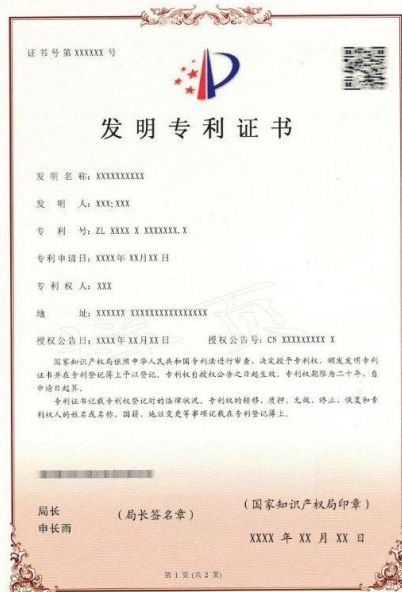 证书号第 XXXXXX 号
发明专利证书
发 明 名 称：XXXXXXXXXX
发 明 人：XXX;XXX
专 利 号：ZL XXXX X XXXXXXX.X
专利申请日：XXXX年 XX月XX 日
专 利 权 人：XXX
地 址：XXXXXX XXXXXXXXXXXXXXXX
授权公告日：XXXX年 XX月XX日 授权公告号：CN XXXXXXXXX X
国家知识产权局依照中华人民共和国专利法进行审查，决定授予专利权，颁发发明专利
证书并在专利登记簿上予以登记。专利权自授权公告之日起生效。专利权期限为二十年，自
申请日起算。
专利证书记载专利权登记时的法律状况。专利权的转移、质押、无效、终止、恢复和专
利权人的姓名或名称、国籍、地址变更等事项记载在专利登记簿上。
局长
申长雨
（局长签名章）
（国家知识产权局印章）
XXXX 年 XX 月 XX 日
第 1 页 (共 2 页)